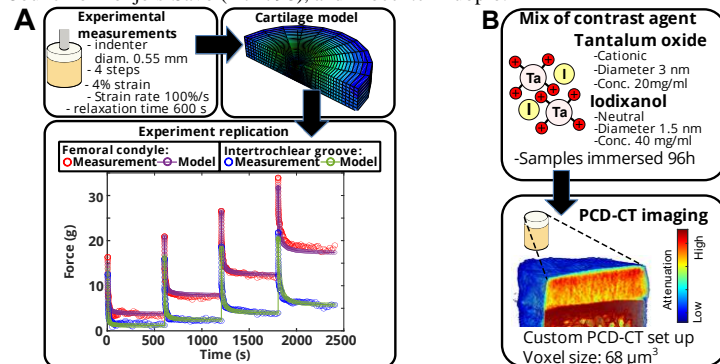 A
Experimental
measurements
- indenter
diam. 0.55 mm
- 4 steps
- 4% strain
- Strain rate 100%/s
- relaxation time 600 s
Cartilage model
Experiment replication
Femoral condyle:
Measurement Model
Intertrochlear groove:
Measurement Model
Force (g)
30
20
10
0
0 500 1000 1500 2000 2500
Time (s)
B
Mix of contrast agent
Tantalum oxide
-Cationic
-Diameter 3 nm
-Conc. 20mg/ml
Iodixanol
-Neutral
-Diameter 1.5 nm
-Conc. 40 mg/ml
Ta
I
I
Ta
-Samples immersed 96h
PCD-CT imaging
Attenuation
Low High
Custom PCD-CT set up
Voxel size: 68 μm³